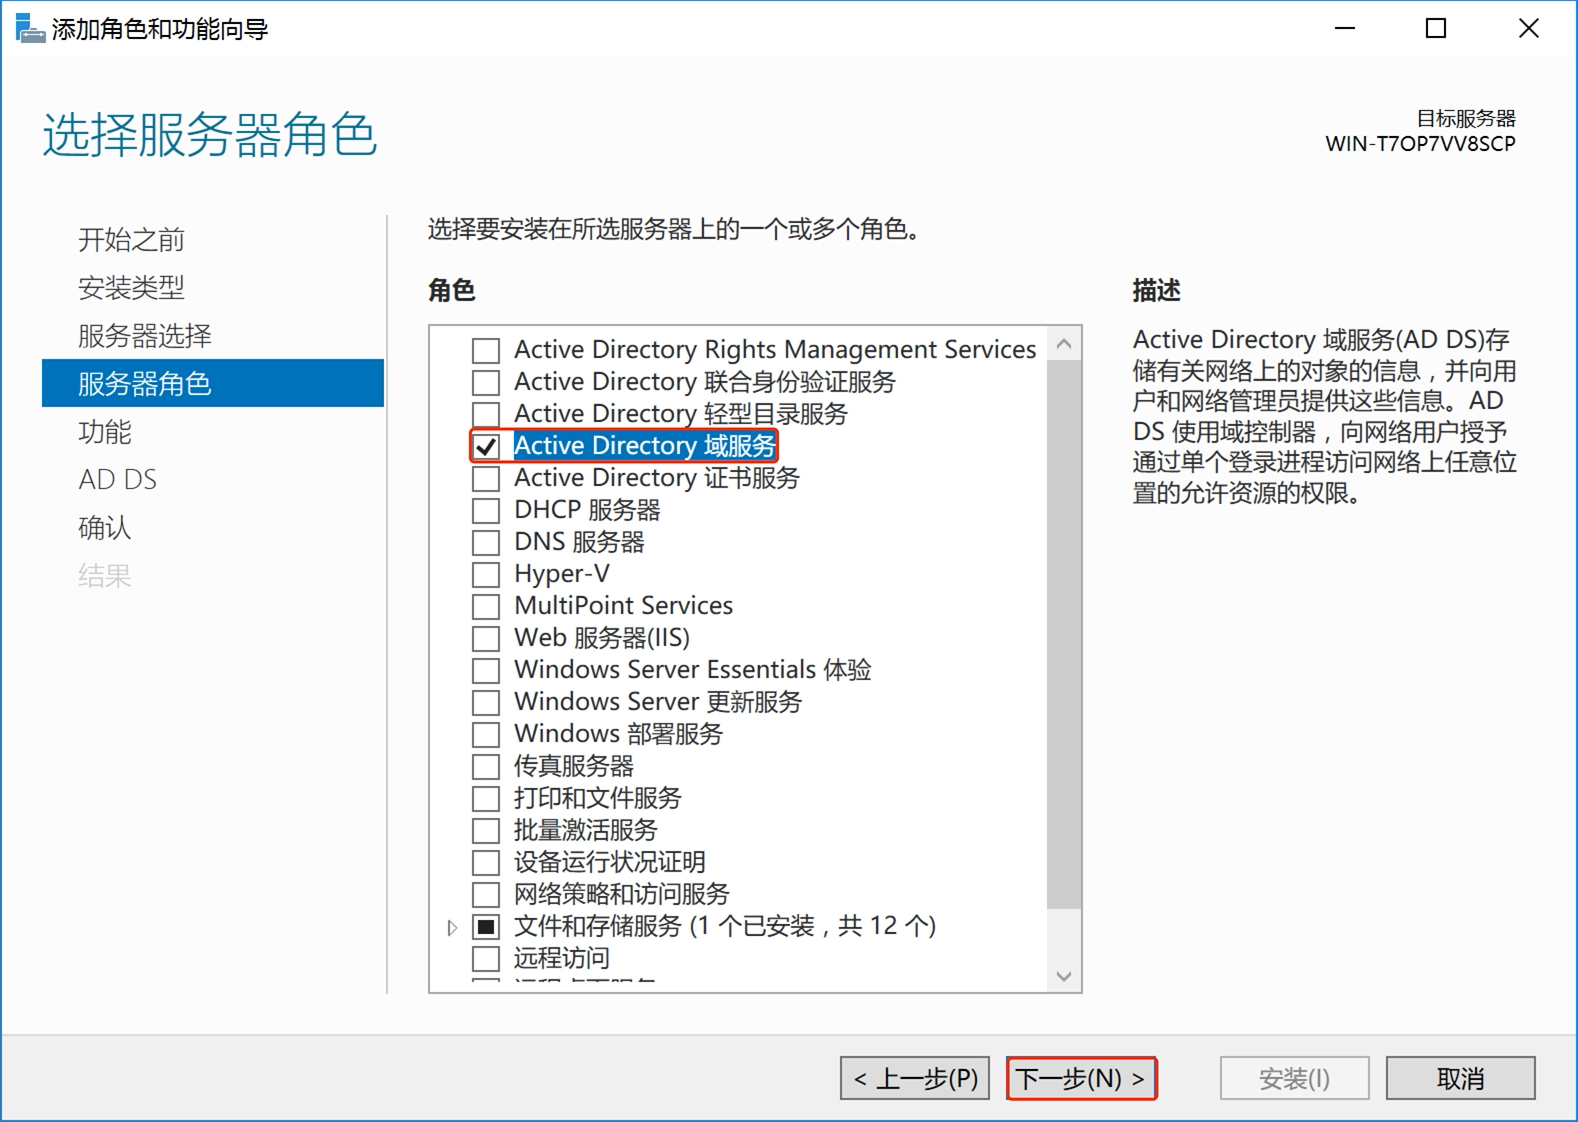 添加角色和功能向导
选择服务器角色
目标服务器
WIN-T7OP7VV8SCP
开始之前
安装类型
服务器选择
服务器角色
功能
AD DS
确认
结果
选择要安装在所选服务器上的一个或多个角色。
角色
Active Directory Rights Management Services
Active Directory 联合身份验证服务
Active Directory 轻型目录服务
Active Directory 域服务
Active Directory 证书服务
DHCP 服务器
DNS 服务器
Hyper-V
MultiPoint Services
Web 服务器(IIS)
Windows Server Essentials 体验
Windows Server 更新服务
Windows 部署服务
传真服务器
打印和文件服务
批量激活服务
设备运行状况证明
网络策略和访问服务
文件和存储服务 (1 个已安装，共 12 个)
远程访问
描述
Active Directory 域服务(AD DS)存
储有关网络上的对象的信息，并向用
户和网络管理员提供这些信息。AD
DS 使用域控制器，向网络用户授予
通过单个登录进程访问网络上任意位
置的允许资源的权限。
< 上一步(P)
下一步(N) >
安装(I)
取消